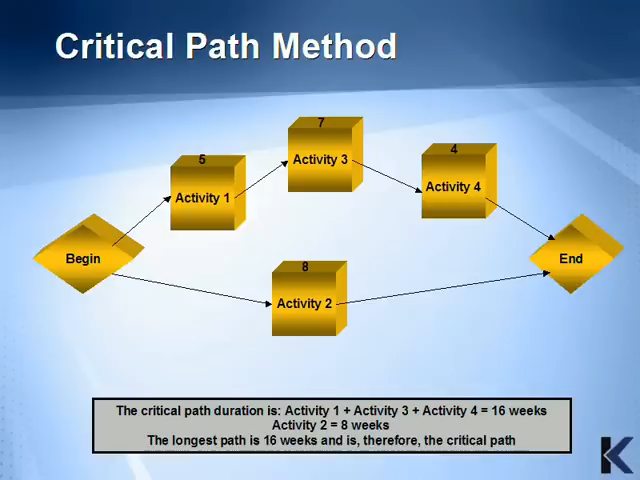 Critical Path Method
7
5
4
Activity 3
Activity 4
Activity 1
Begin
End
8
Activity 2
The critical path duration is: Activity 1 + Activity 3 + Activity 4 = 16 weeks
Activity 2 = 8 weeks
The longest path is 16 weeks and is, therefore, the critical path
K